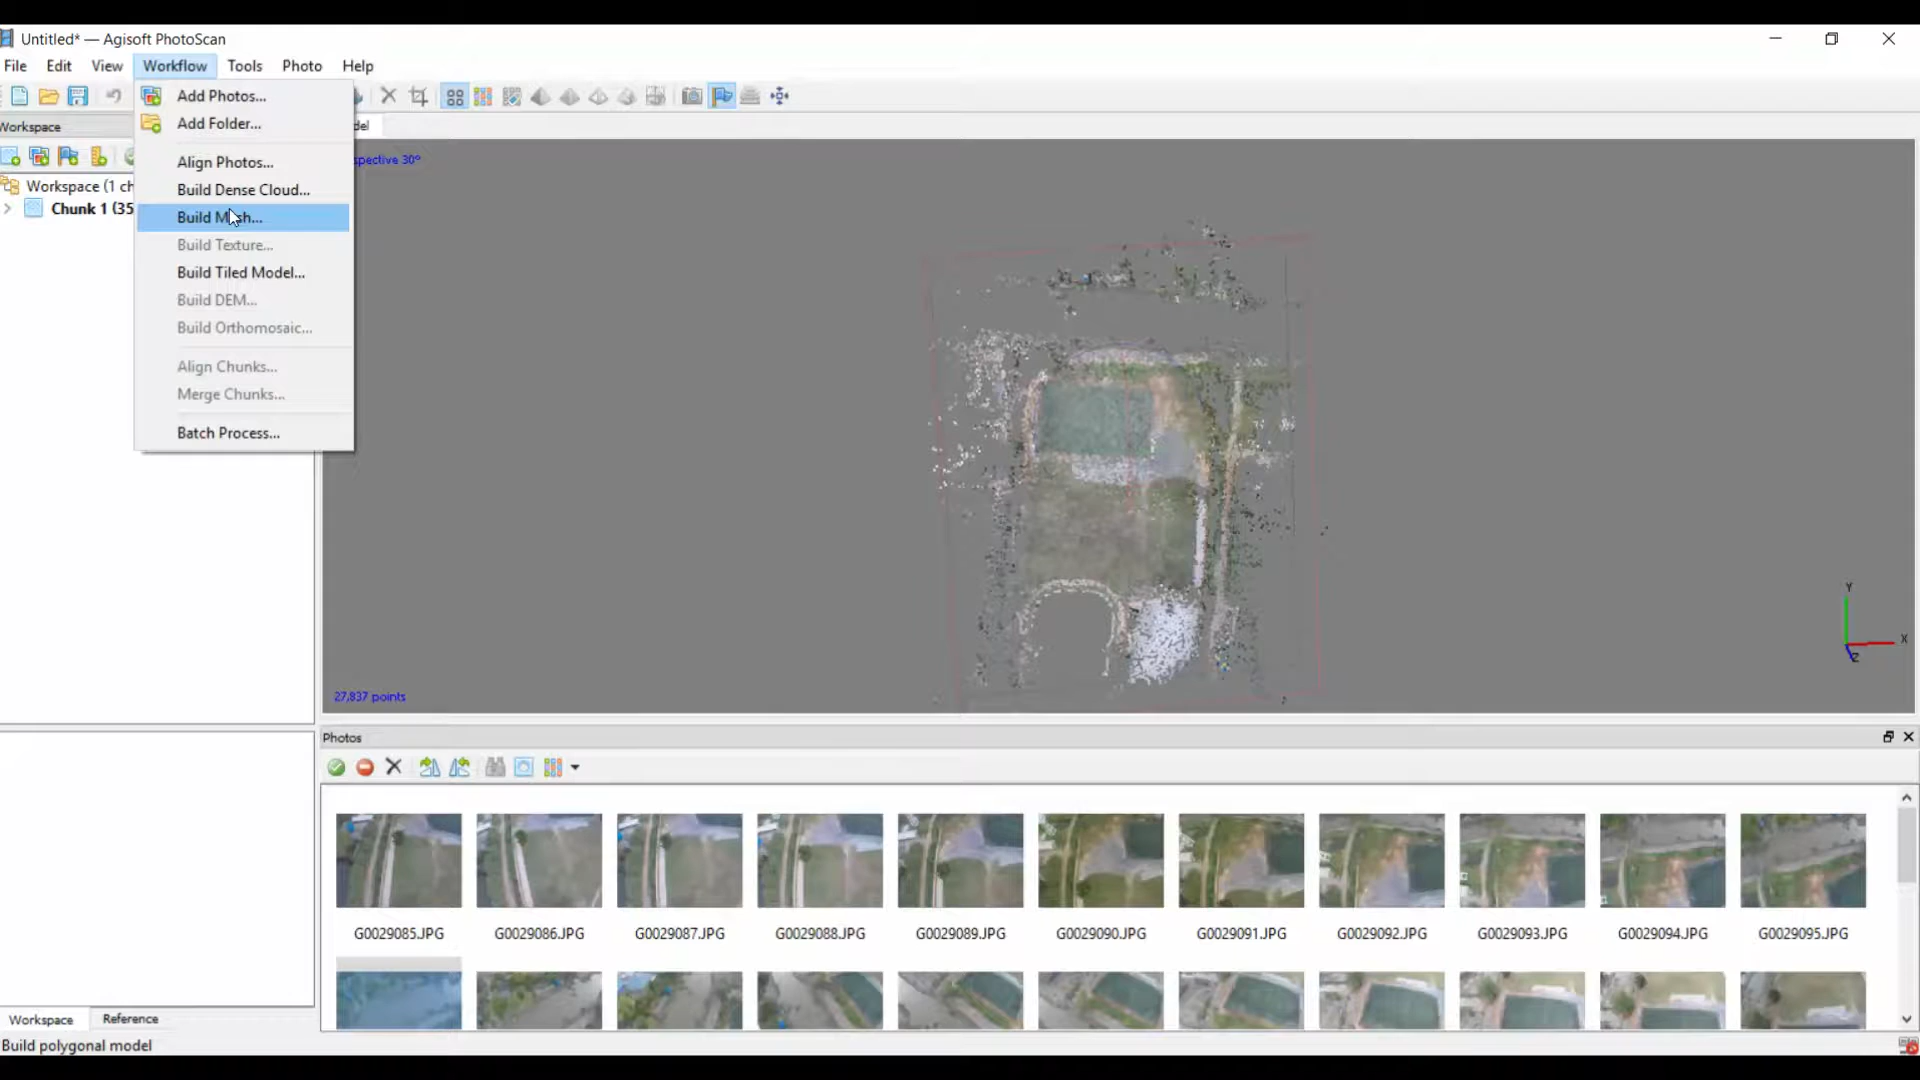 Untitled* — Agisoft PhotoScan
File Edit View Workflow Tools Photo Help
Workspace
Add Photos...
Add Folder...
Align Photos...
Build Dense Cloud...
Build Mesh...
Build Texture...
Build Tiled Model...
Build DEM...
Build Orthomosaic...
Align Chunks...
Merge Chunks...
Batch Process...
Workspace (1 ch
Chunk 1 (35
del
spective 30°
27,837 points
Y
X
Z
Photos
G0029085.JPG G0029086.JPG G0029087.JPG G0029088.JPG G0029089.JPG G0029090.JPG G0029091.JPG G0029092.JPG G0029093.JPG G0029094.JPG G0029095.JPG
Workspace Reference
Build polygonal model